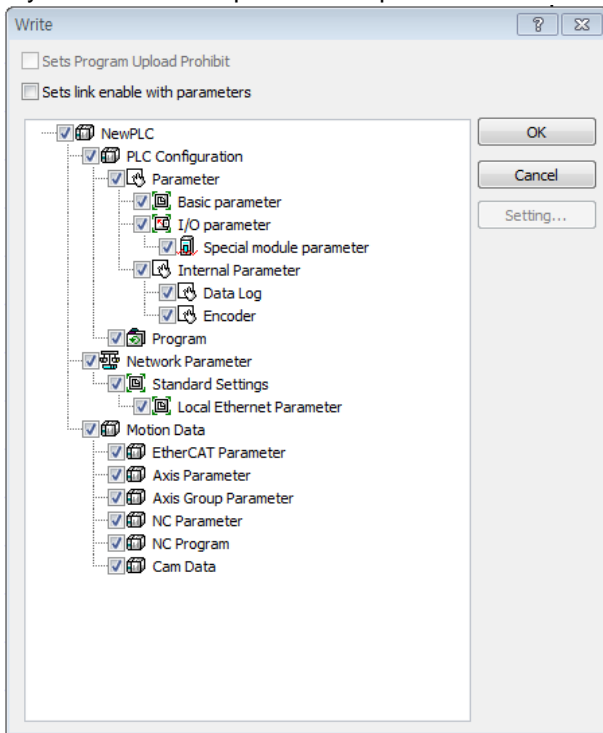 Write
Sets Program Upload Prohibit
Sets link enable with parameters
NewPLC
OK
PLC Configuration
Parameter
Cancel
Basic parameter
I/O parameter
Setting...
Special module parameter
Internal Parameter
Data Log
Encoder
Program
Network Parameter
Standard Settings
Local Ethernet Parameter
Motion Data
EtherCAT Parameter
Axis Parameter
Axis Group Parameter
NC Parameter
NC Program
Cam Data